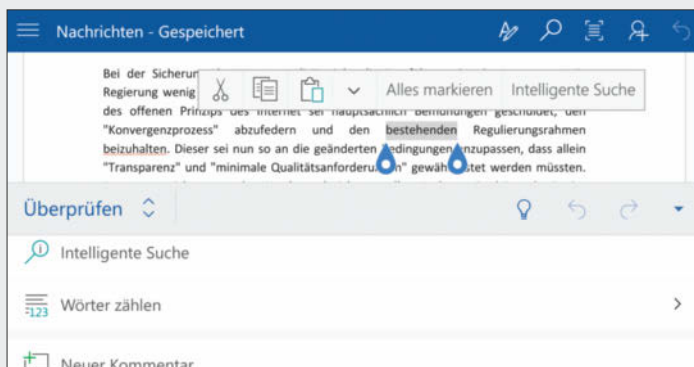 Nachrichten - Gespeichert
Bei der
Regierung wenig
Alles markieren Intelligente Suche
des offenen Prinzips des Internet sei hauptsächlich Bemühungen geschuldet, den
"Konvergenzprozess" abzufedern und den bestehenden Regulierungsrahmen
beizuhalten. Dieser sei nun so an die geänderten Bedingungen anzupassen, dass allein
"Transparenz" und "minimale Qualitätsanforderungen" gewährleistet werden müssten.
Überprüfen
Intelligente Suche
123 Wörter zählen
Neuer Kommentar